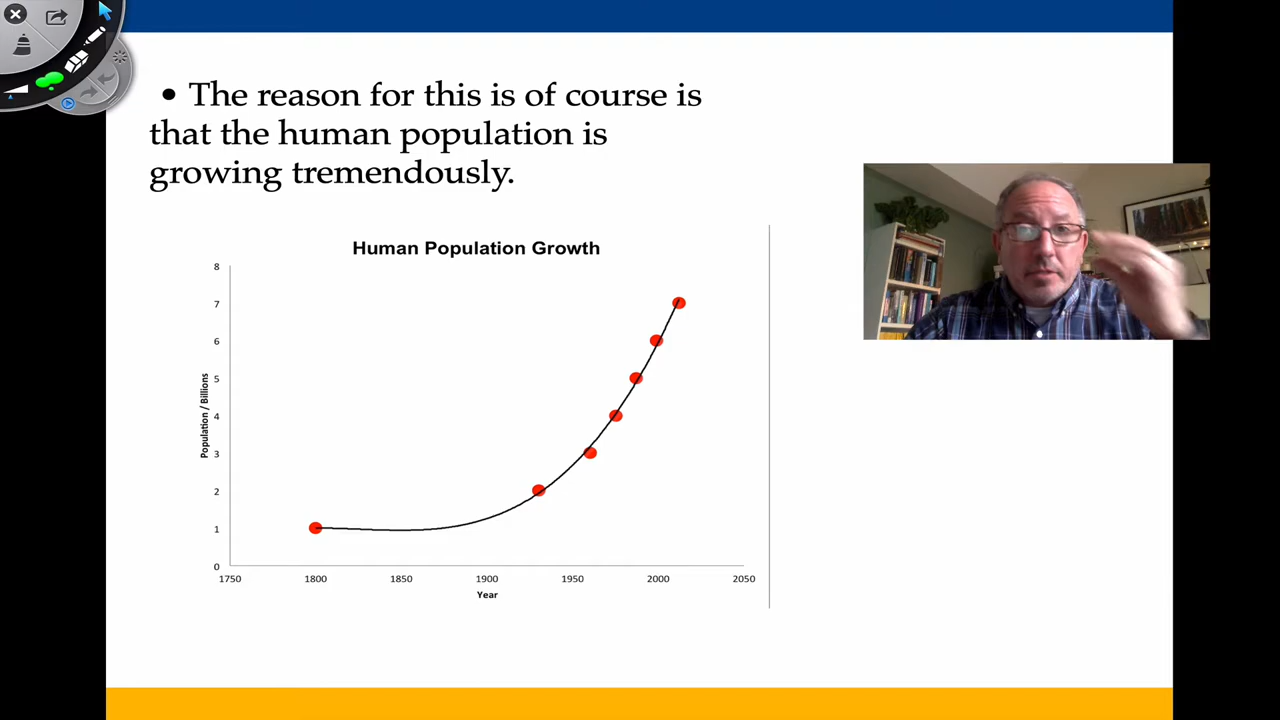 • The reason for this is of course is
that the human population is
growing tremendously.
Human Population Growth
8
7
6
5
4
3
2
1
0
Population / Billions
1750 1800 1850 1900 1950 2000 2050
Year